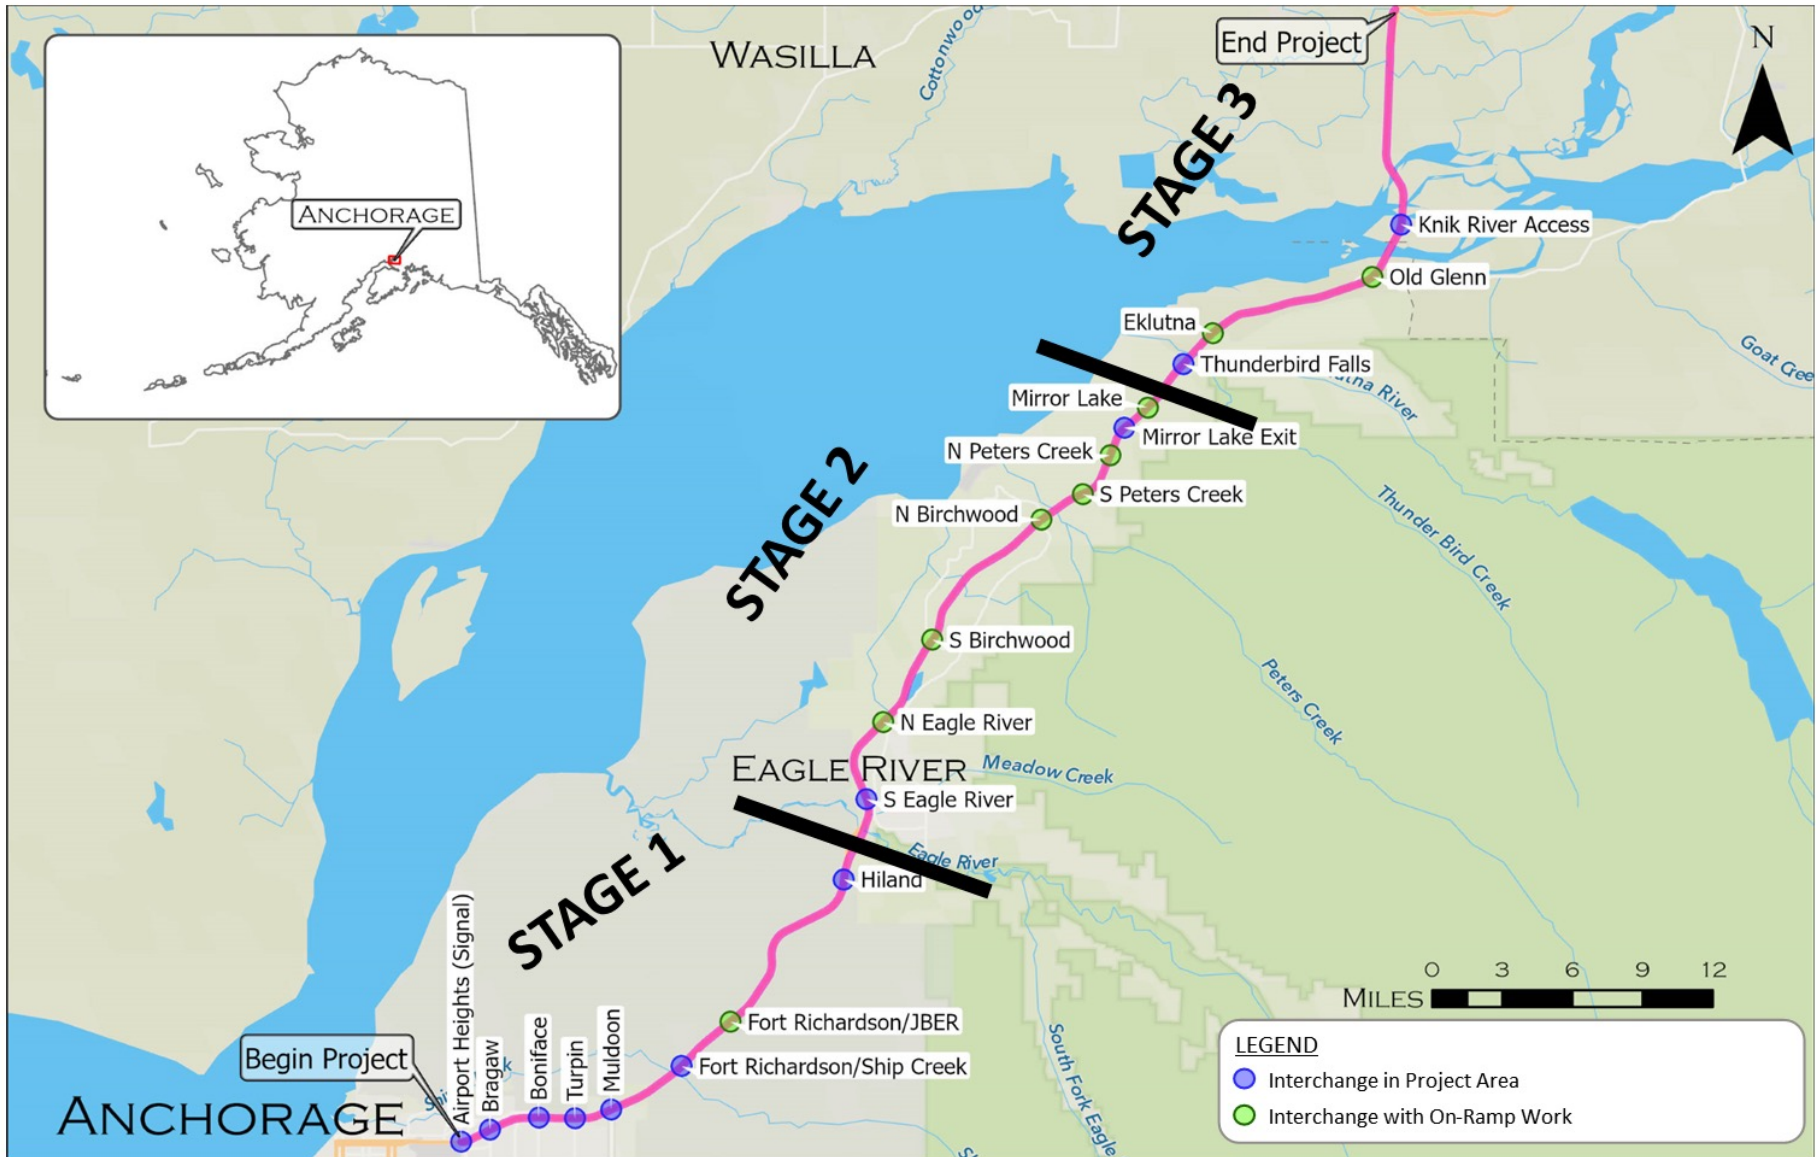 WASILLA
Cottonwood
End Project
N
STAGE 3
ANCHORAGE
Knik River Access
Old Glenn
Eklutna
Thunderbird Falls
Goat Cree
River
Mirror Lake
Mirror Lake Exit
N Peters Creek
S Peters Creek
N Birchwood
STAGE 2
Thunder Bird Creek
S Birchwood
Peters Creek
N Eagle River
EAGLE RIVER
Meadow Creek
S Eagle River
Eagle River
Hiland
STAGE 1
0 3 6 9 12
MILES
Fort Richardson/JBER
Fort Richardson/Ship Creek
South Fork Eagle
Begin Project
Airport Heights (Signal)
Bragaw
Boniface
Turpin
Muldoon
ANCHORAGE
LEGEND
Interchange in Project Area
Interchange with On-Ramp Work